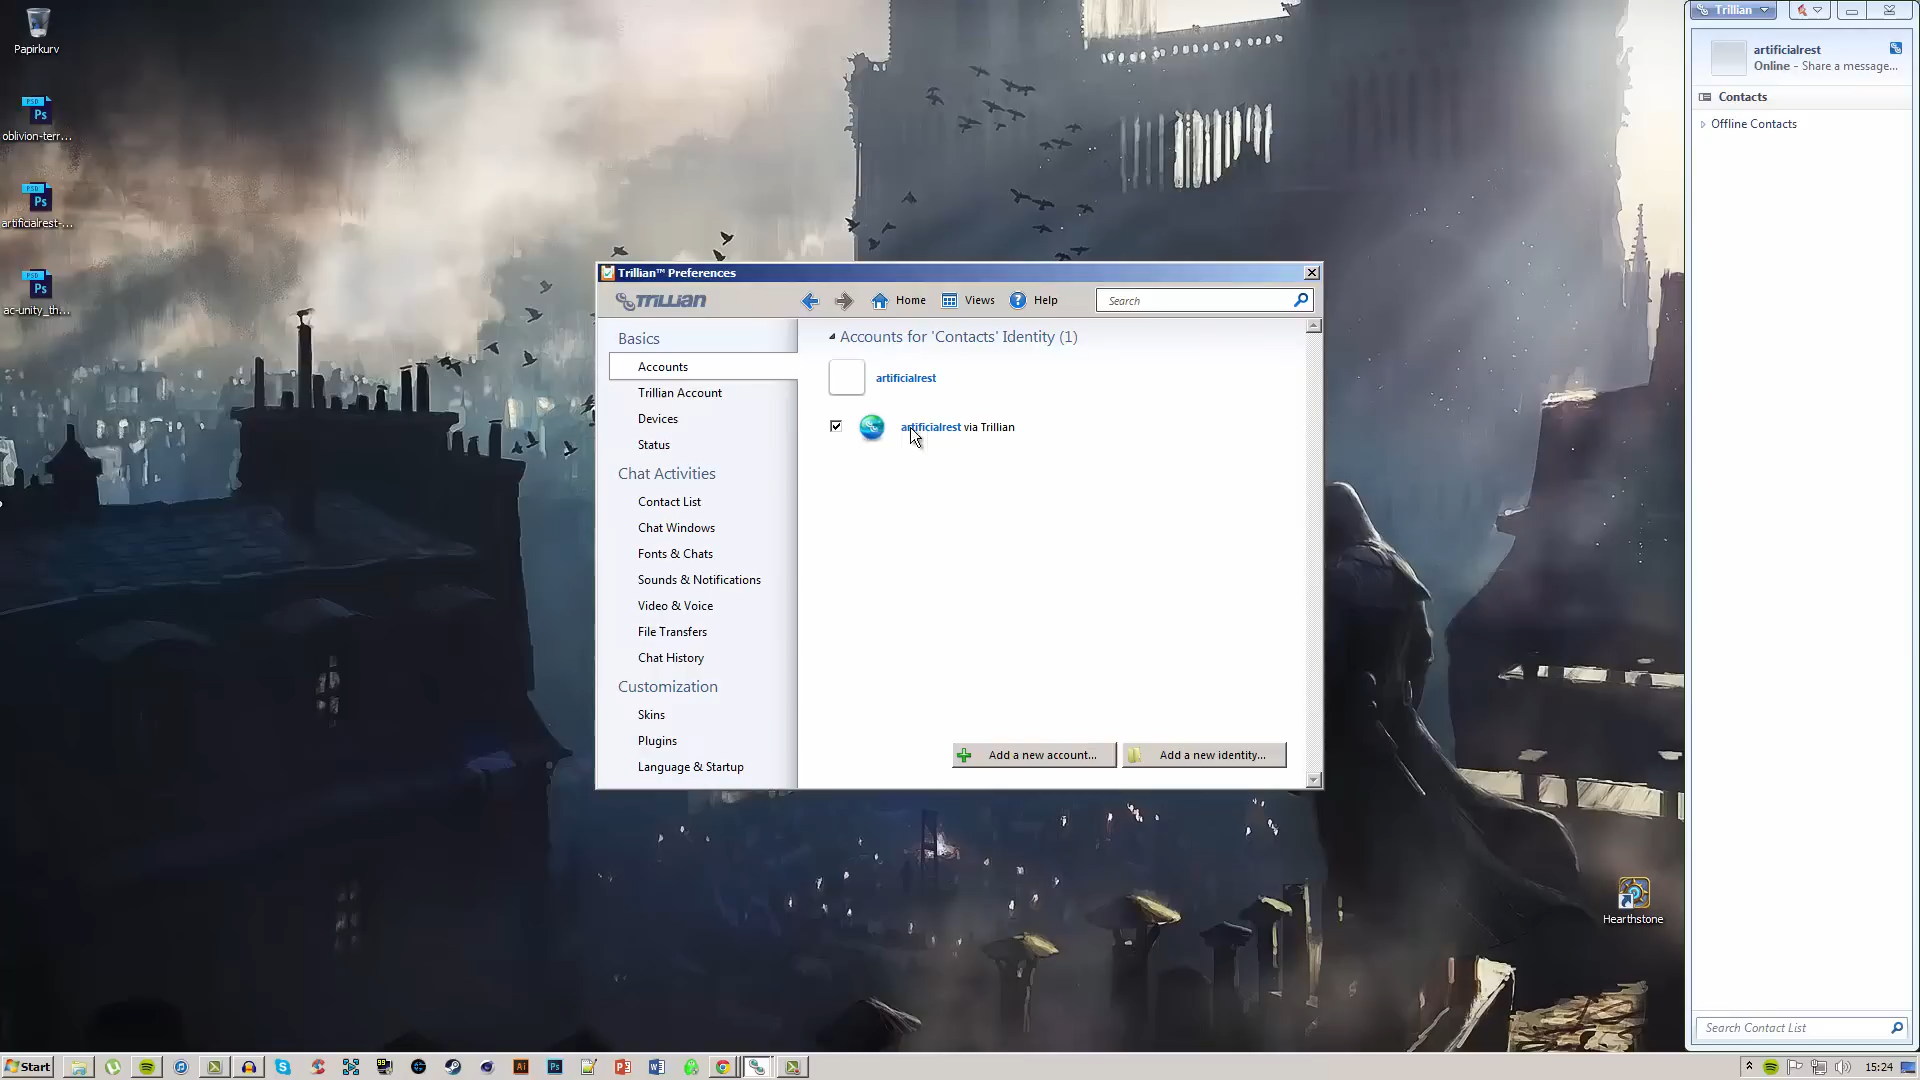 Papirkurv
oblivion-terr...
artificialrest-...
ac-unity_th...
Trillian™ Preferences
TRILLIAN
Home
Views
Help
Search
Basics
Accounts
Trillian Account
Devices
Status
Chat Activities
Contact List
Chat Windows
Fonts & Chats
Sounds & Notifications
Video & Voice
File Transfers
Chat History
Customization
Skins
Plugins
Language & Startup
Accounts for 'Contacts' Identity (1)
artificialrest
artificialrest via Trillian
Add a new account...
Add a new identity...
Trillian
artificialrest
Online - Share a message...
Contacts
Offline Contacts
Search Contact List
Hearthstone
Start
15:24